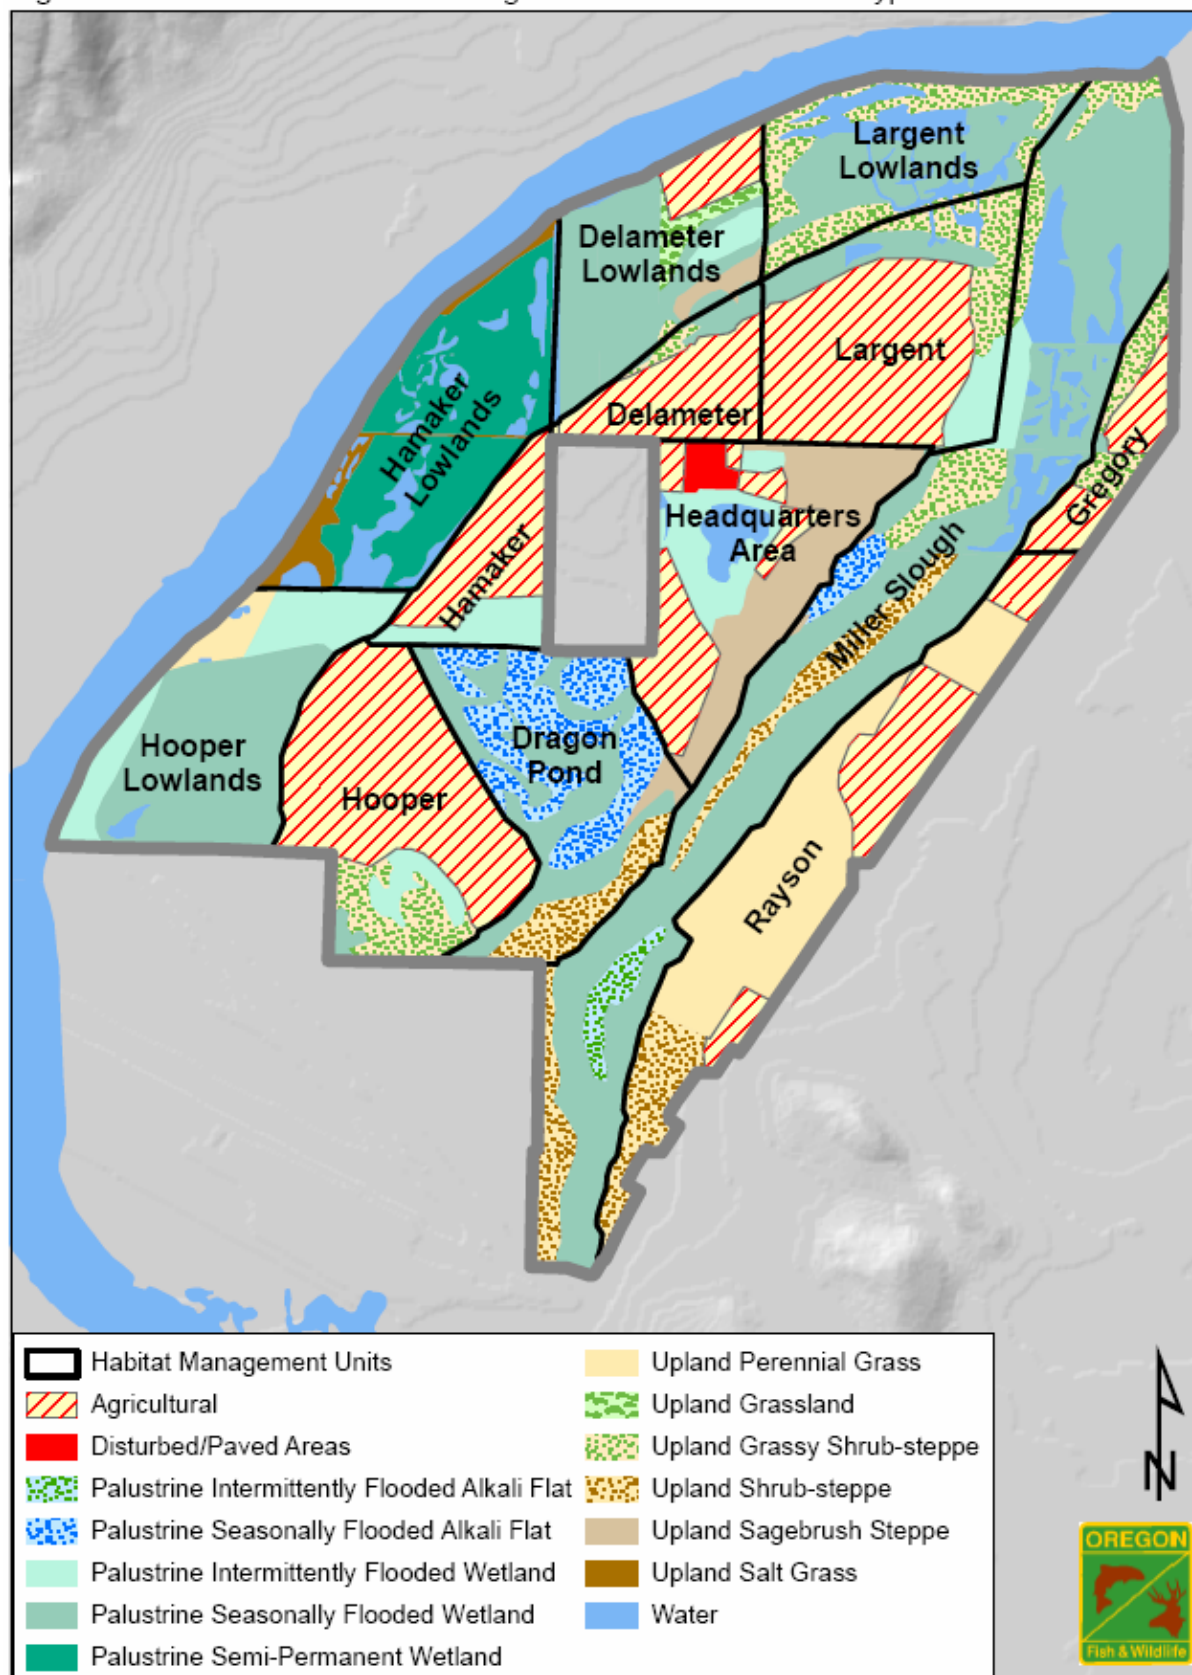 Largent
Lowlands
Delameter
Lowlands
Largent
Delameter
Hamaker
Lowlands
Hamaker
Headquarters
Area
Gregory
Miller Slough
Hooper
Lowlands
Hooper
Dragon
Pond
Rayson
Habitat Management Units
Agricultural
Disturbed/Paved Areas
Palustrine Intermittently Flooded Alkali Flat
Palustrine Seasonally Flooded Alkali Flat
Palustrine Intermittently Flooded Wetland
Palustrine Seasonally Flooded Wetland
Palustrine Semi-Permanent Wetland
Upland Perennial Grass
Upland Grassland
Upland Grassy Shrub-steppe
Upland Shrub-steppe
Upland Sagebrush Steppe
Upland Salt Grass
Water
N
OREGON
Fish & Wildlife